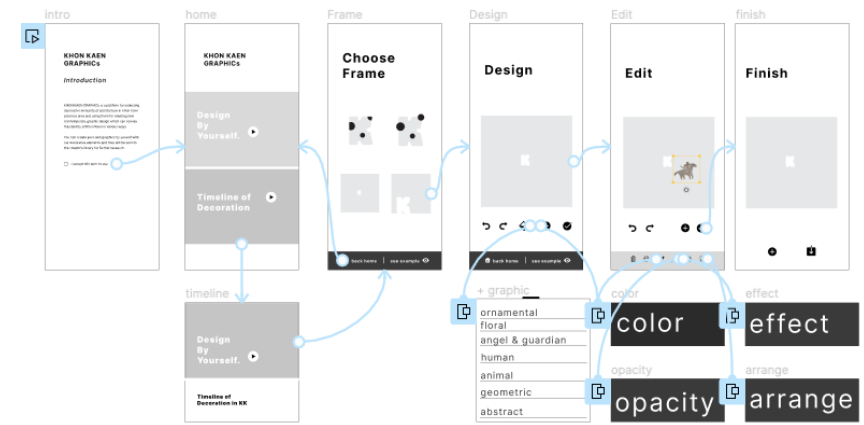 intro
home
Frame
Design
Edit
finish
KHON KAEN
GRAPHICs
Introduction
KHON KAEN
GRAPHICs
Design
By
Yourself.
Timeline of
Decoration
Choose
Frame
back home
see example
Design
back home
see example
Edit
Finish
timeline
Design
By
Yourself.
Timeline of
Decoration in KK
+ graphic
ornamental
floral
angel & guardian
human
animal
geometric
abstract
color
color
effect
effect
opacity
opacity
arrange
arrange